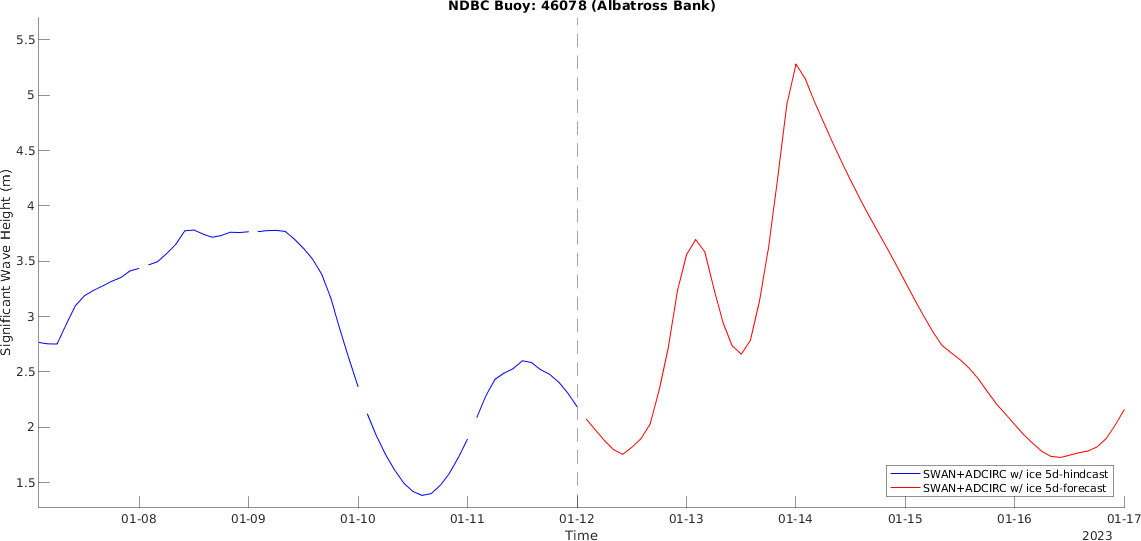 NDBC Buoy: 46078 (Albatross Bank)
5.5
5
4.5
4
3.5
3
2.5
2
1.5
Significant Wave Height (m)
SWAN+ADCIRC w/ ice 5d-hindcast
SWAN+ADCIRC w/ ice 5d-forecast
01-08 01-09 01-10 01-11 01-12 01-13 01-14 01-15 01-16 01-17
Time
2023